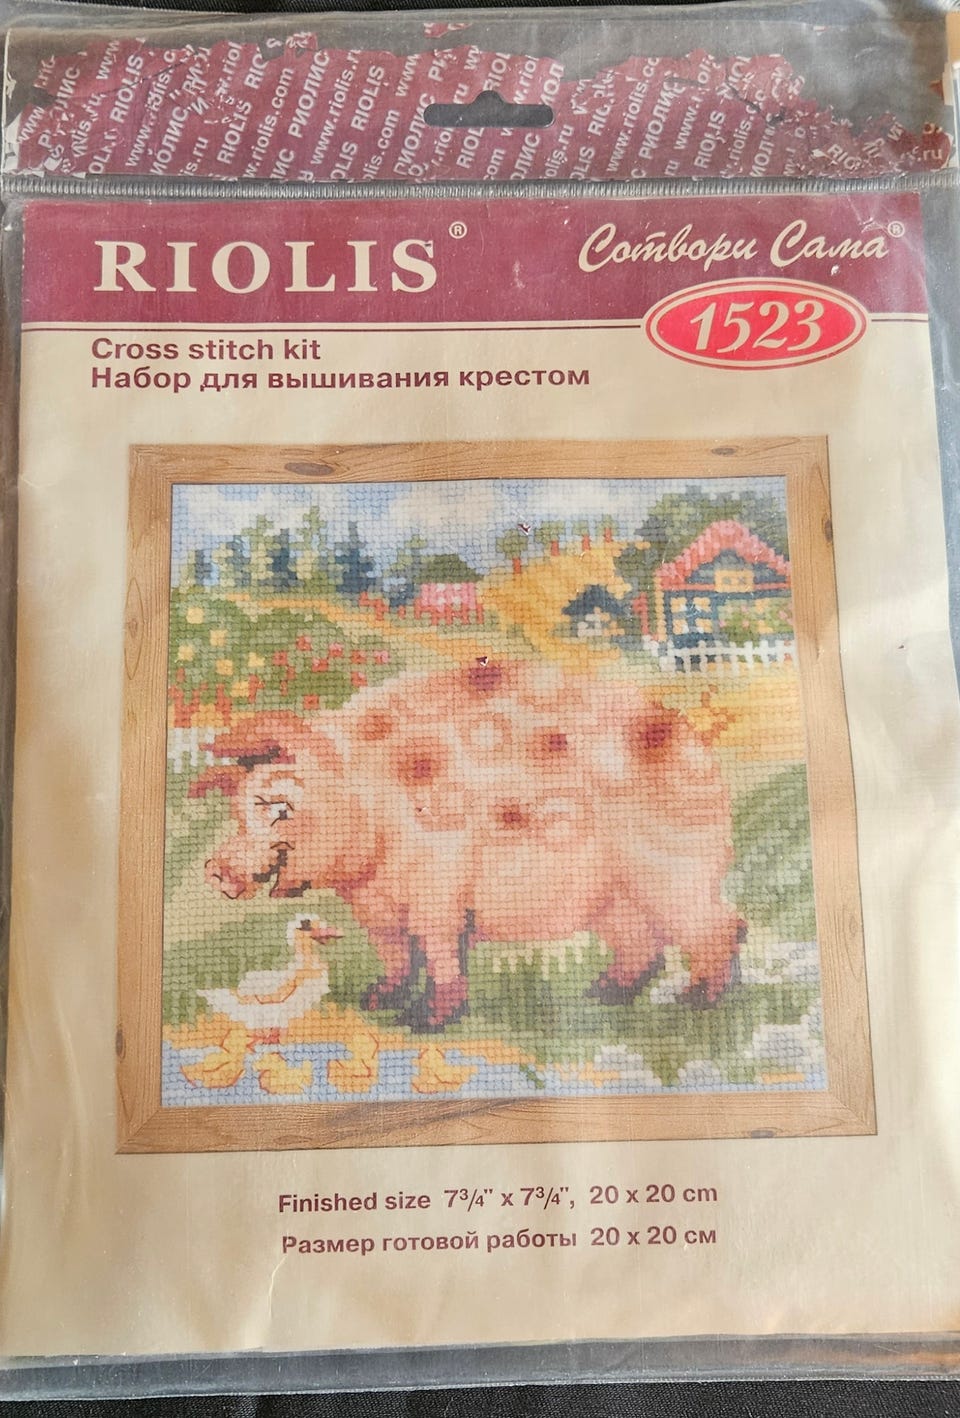 RIOLIS®
Сотвори Сама®
1523
Cross stitch kit
Набор для вышивания крестом
Finished size 7¾" x 7¾", 20 x 20 cm
Размер готовой работы 20 x 20 см